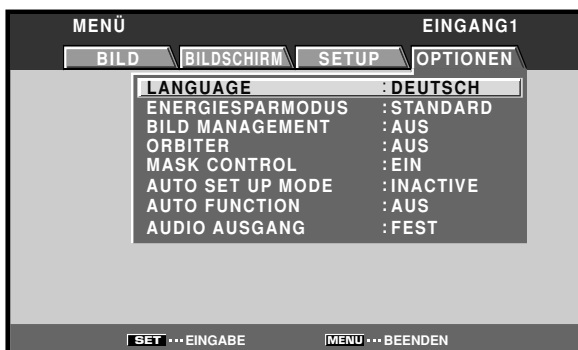 MENÜ EINGANG1
BILD BILDSCHIRM SETUP OPTIONEN
LANGUAGE : DEUTSCH
ENERGIESPARMODUS : STANDARD
BILD MANAGEMENT : AUS
ORBITER : AUS
MASK CONTROL : EIN
AUTO SET UP MODE : INACTIVE
AUTO FUNCTION : AUS
AUDIO AUSGANG : FEST
SET ••• EINGABE MENU ••• BEENDEN